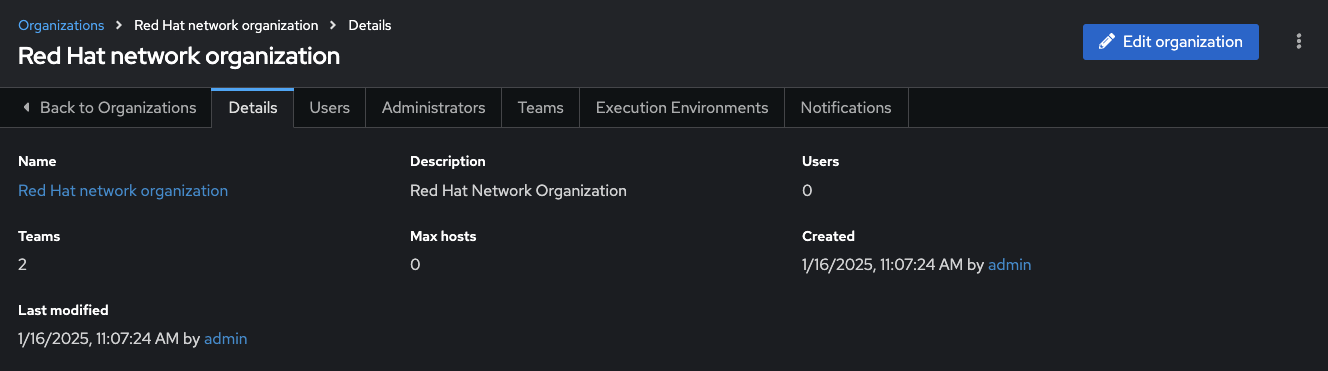 Organizations > Red Hat network organization > Details
Red Hat network organization
Edit organization
Back to Organizations Details Users Administrators Teams Execution Environments Notifications
Name Description Users
Red Hat network organization Red Hat Network Organization 0
Teams Max hosts Created
2 0 1/16/2025, 11:07:24 AM by admin
Last modified
1/16/2025, 11:07:24 AM by admin